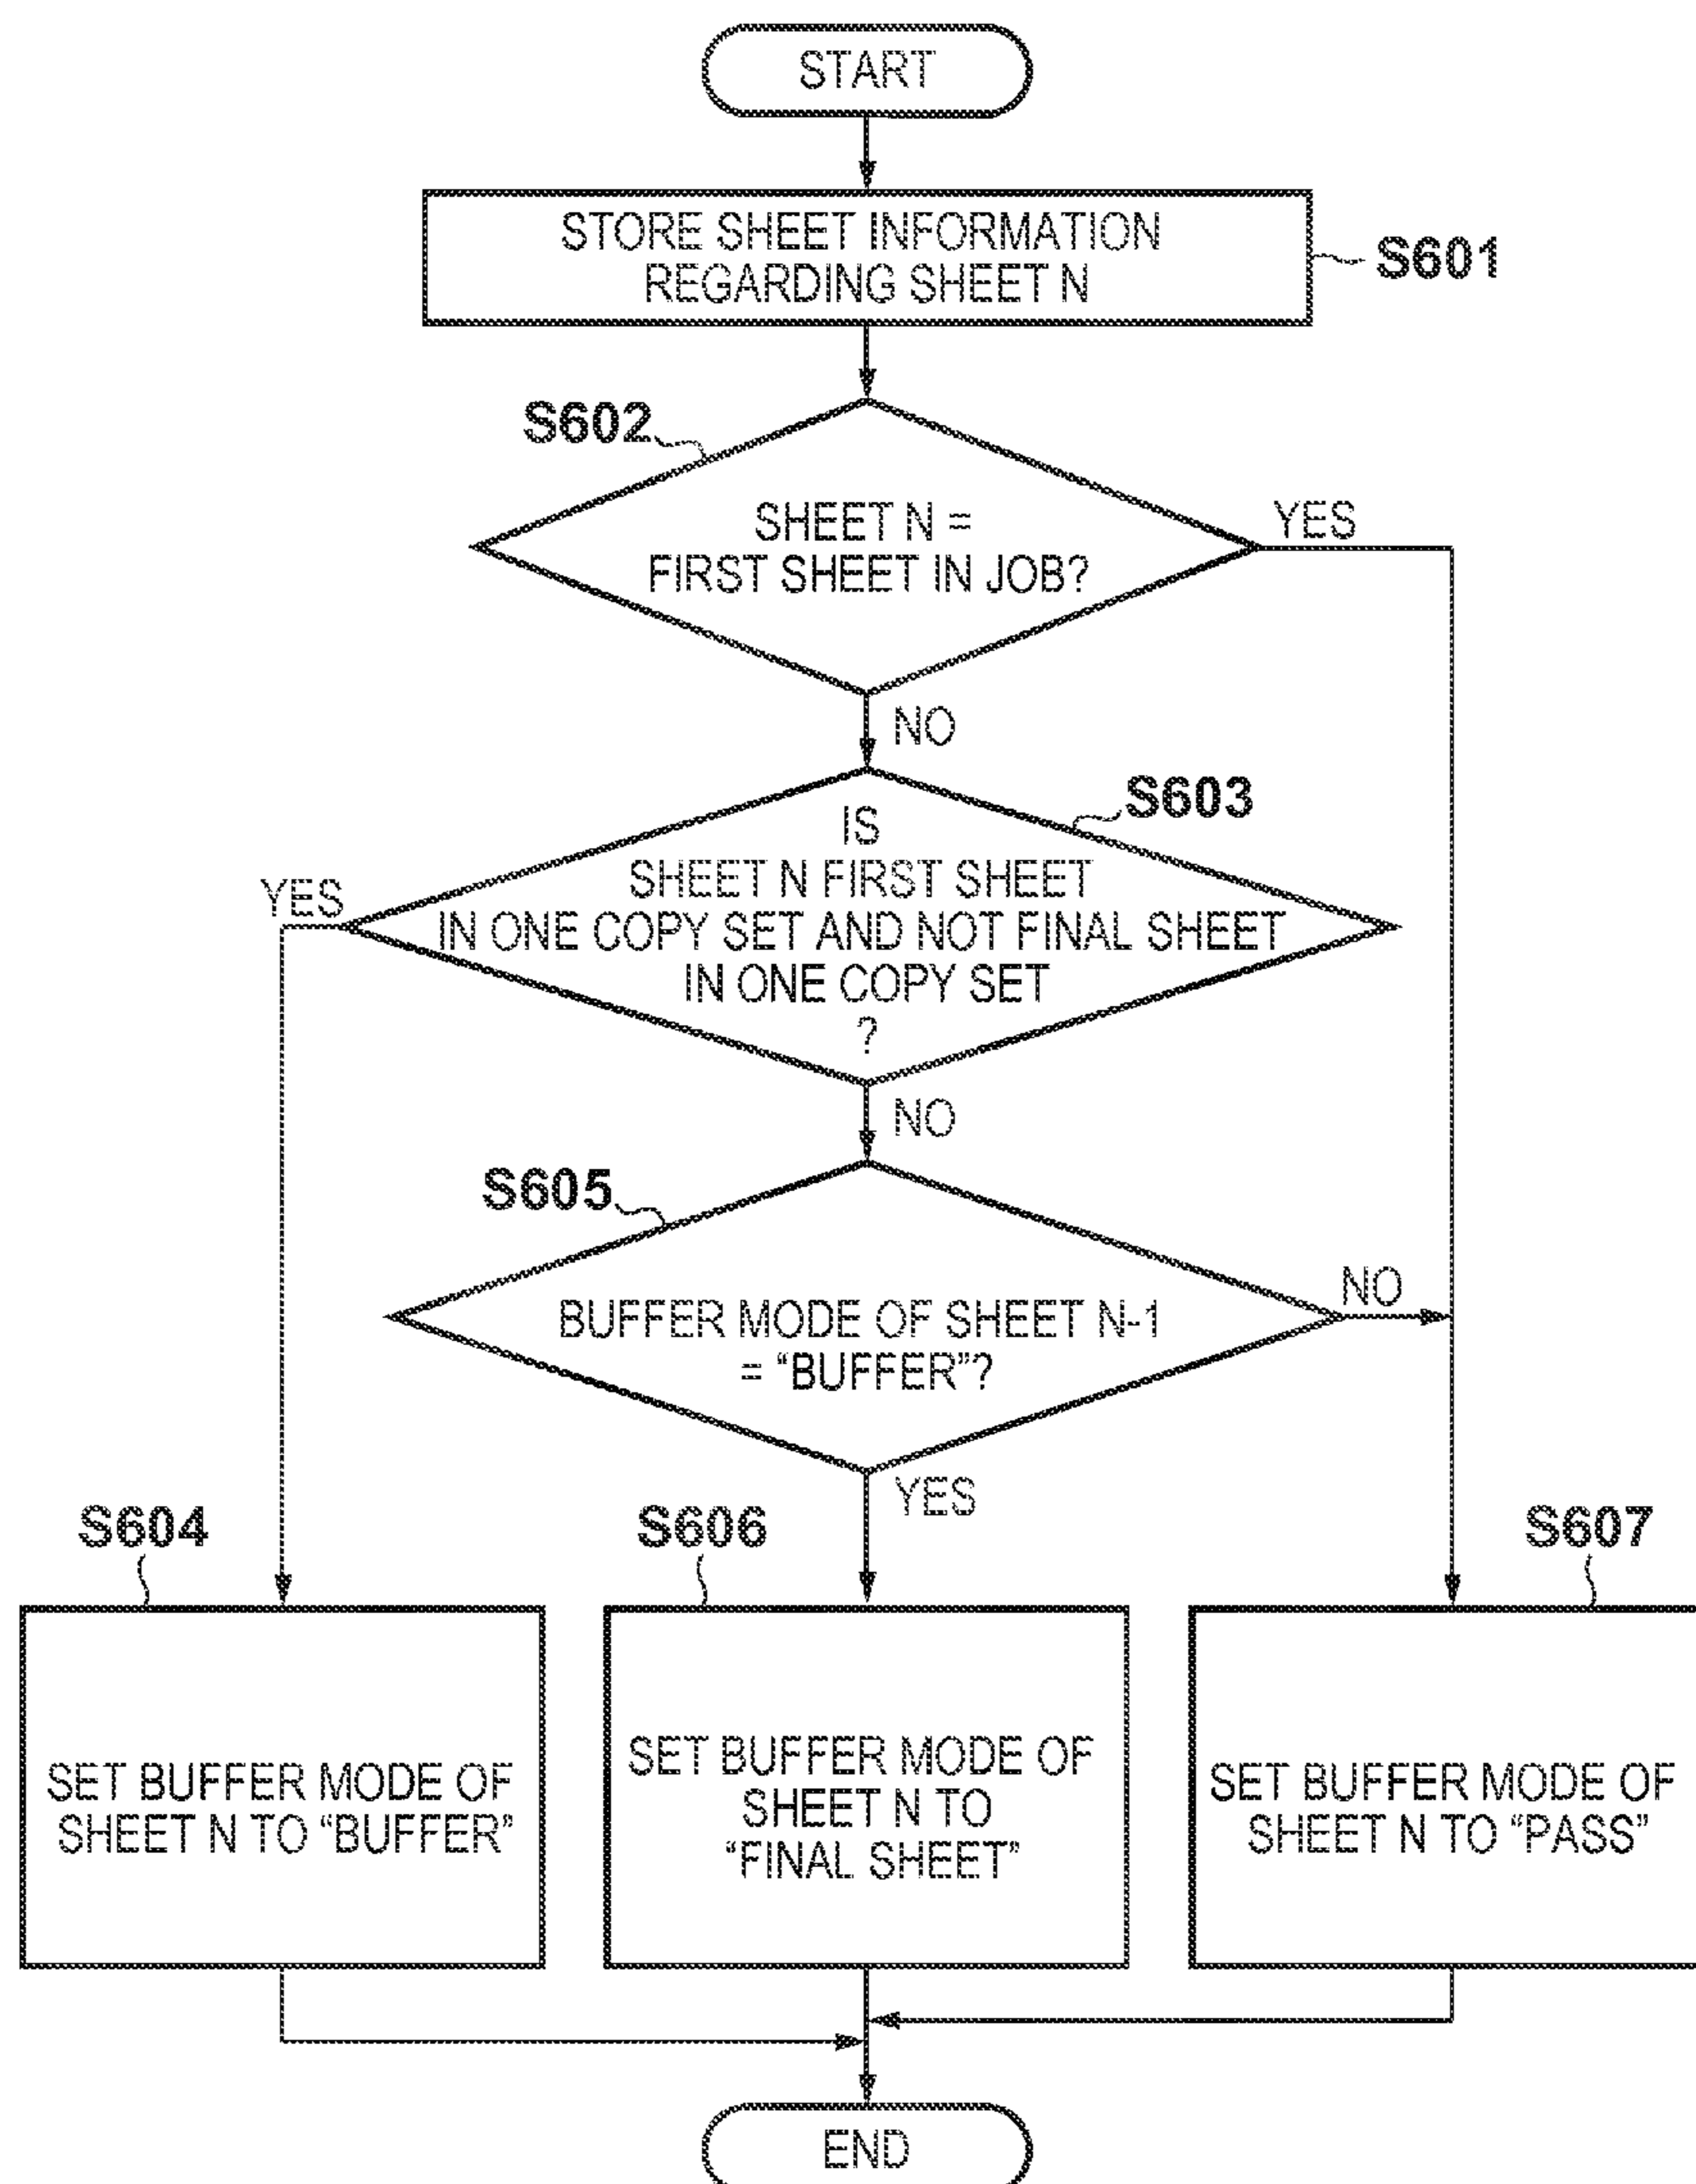 START
STORE SHEET INFORMATION
REGARDING SHEET N
S601
S602
SHEET N =
FIRST SHEET IN JOB?
YES
NO
S603
IS
SHEET N FIRST SHEET
IN ONE COPY SET AND NOT FINAL SHEET
IN ONE COPY SET
?
YES
NO
S605
BUFFER MODE OF SHEET N-1
= “BUFFER”?
NO
YES
S604
S606
S607
SET BUFFER MODE OF
SHEET N TO “BUFFER”
SET BUFFER MODE OF
SHEET N TO
“FINAL SHEET”
SET BUFFER MODE OF
SHEET N TO “PASS”
END